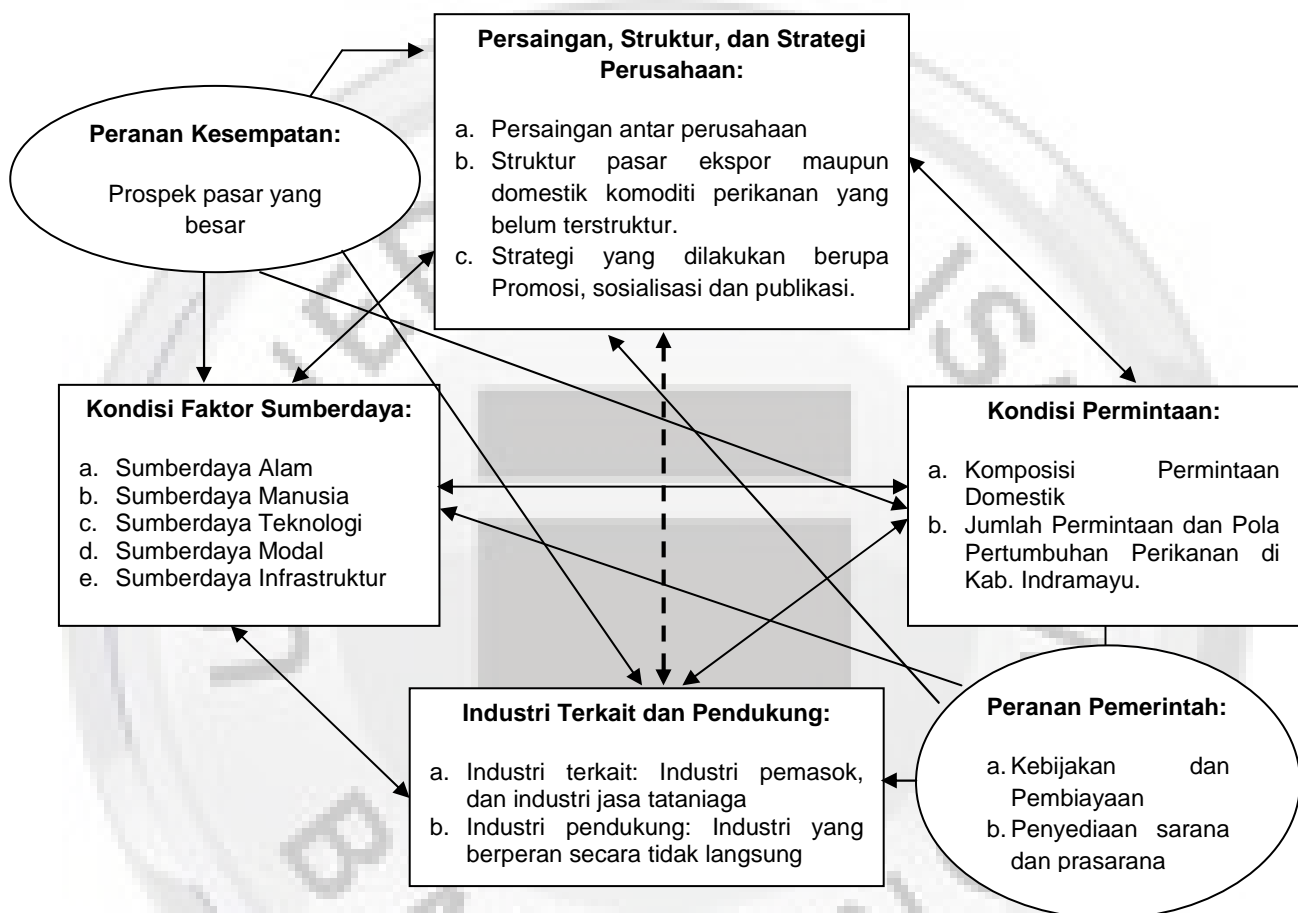 Persaingan, Struktur, dan Strategi
Perusahaan:
a. Persaingan antar perusahaan
b. Struktur pasar ekspor maupun
domestik komoditi perikanan yang
belum terstruktur.
c. Strategi yang dilakukan berupa
Promosi, sosialisasi dan publikasi.
Peranan Kesempatan:
Prospek pasar yang
besar
Kondisi Faktor Sumberdaya:
a. Sumberdaya Alam
b. Sumberdaya Manusia
c. Sumberdaya Teknologi
d. Sumberdaya Modal
e. Sumberdaya Infrastruktur
Kondisi Permintaan:
a. Komposisi Permintaan
Domestik
b. Jumlah Permintaan dan Pola
Pertumbuhan Perikanan di
Kab. Indramayu.
Industri Terkait dan Pendukung:
a. Industri terkait: Industri pemasok,
dan industri jasa tataniaga
b. Industri pendukung: Industri yang
berperan secara tidak langsung
Peranan Pemerintah:
a. Kebijakan dan
Pembiayaan
b. Penyediaan sarana
dan prasarana